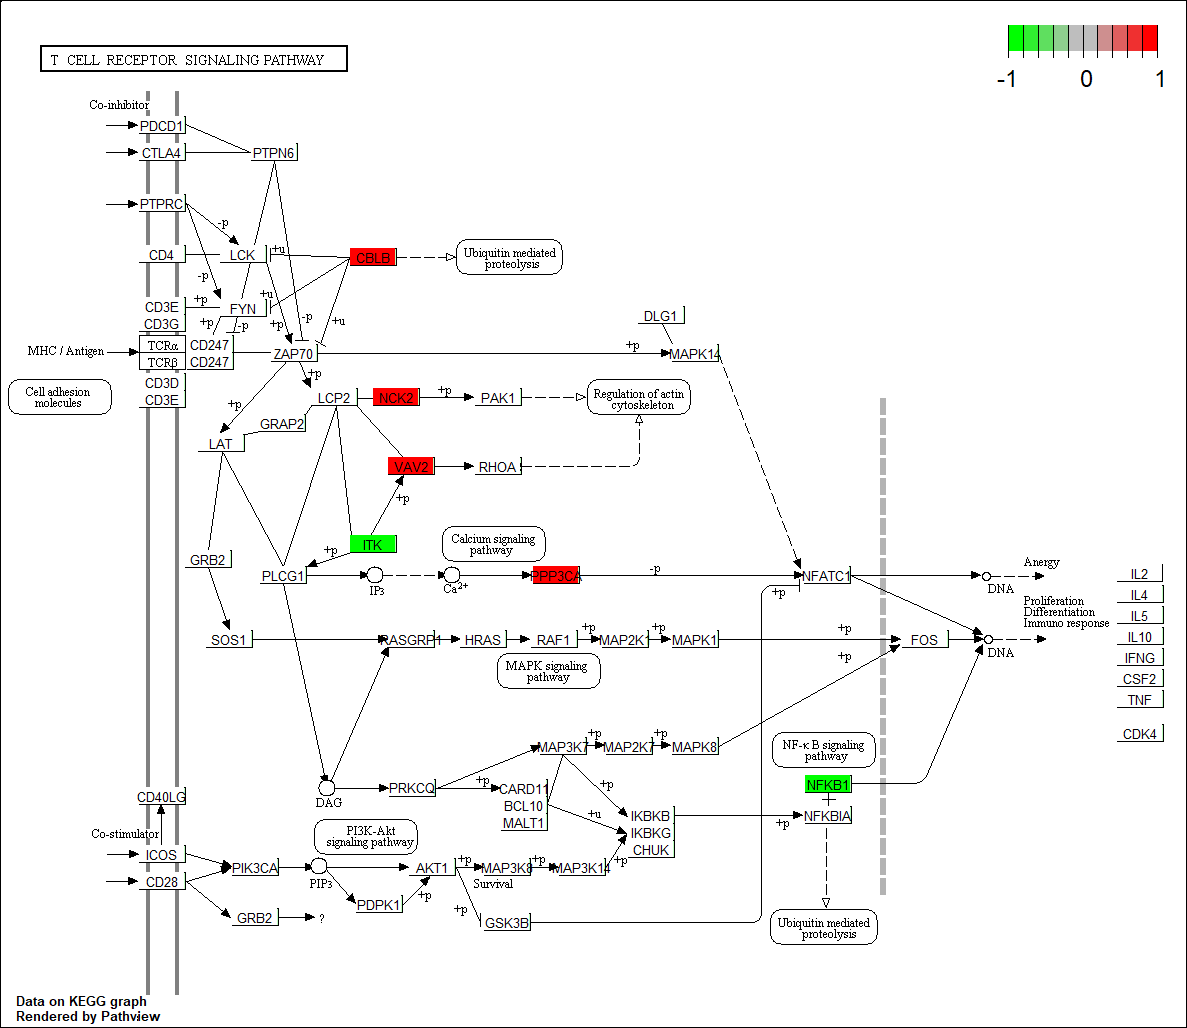 T CELL RECEPTOR SIGNALING PATHWAY
-1 0 1
Co-inhibitor
PDCD1
CTLA4
PTPN6
PTPRC
-p
CD4
LCK
+u
CBLB
Ubiquitin mediated
proteolysis
-p
CD3E
+p
FYN
+u
CD3G
+p
-p
+p
-p
+u
DLG1
MHC / Antigen
TCRα
CD247
TCRβ
CD247
ZAP70
+p
MAPK14
Cell adhesion
molecules
CD3D
CD3E
+p
+p
LCP2
NCK2
+p
PAK1
Regulation of actin
cytoskeleton
GRAP2
LAT
VAV2
RHOA
+p
ITK
+p
GRB2
PLCG1
IP3
Calcium signaling
pathway
Ca2+
PPP3CA
-p
NFATC1
+p
DNA
Anergy
Proliferation
Differentiation
Immuno response
IL2
IL4
IL5
IL10
IFNG
CSF2
TNF
CDK4
SOS1
RASGRP1
HRAS
RAF1
+p
MAP2K1
+p
MAPK1
+p
+p
FOS
DNA
MAPK signaling
pathway
MAP3K7
+p
MAP2K7
+p
MAPK8
NF-κ B signaling
pathway
DAG
PRKCQ
+p
CARD11
BCL10
MALT1
+p
+u
IKBKB
IKBKG
CHUK
+p
NFKB1
NFKBIA
CD40LG
Co-stimulator
ICOS
CD28
PI3K-Akt
signaling pathway
PIK3CA
PIP3
AKT1
+p
MAP3K8
+p
MAP3K14
+p
Survival
PDPK1
+p
+p
GSK3B
GRB2
?
Ubiquitin mediated
proteolysis
Data on KEGG graph
Rendered by Pathview